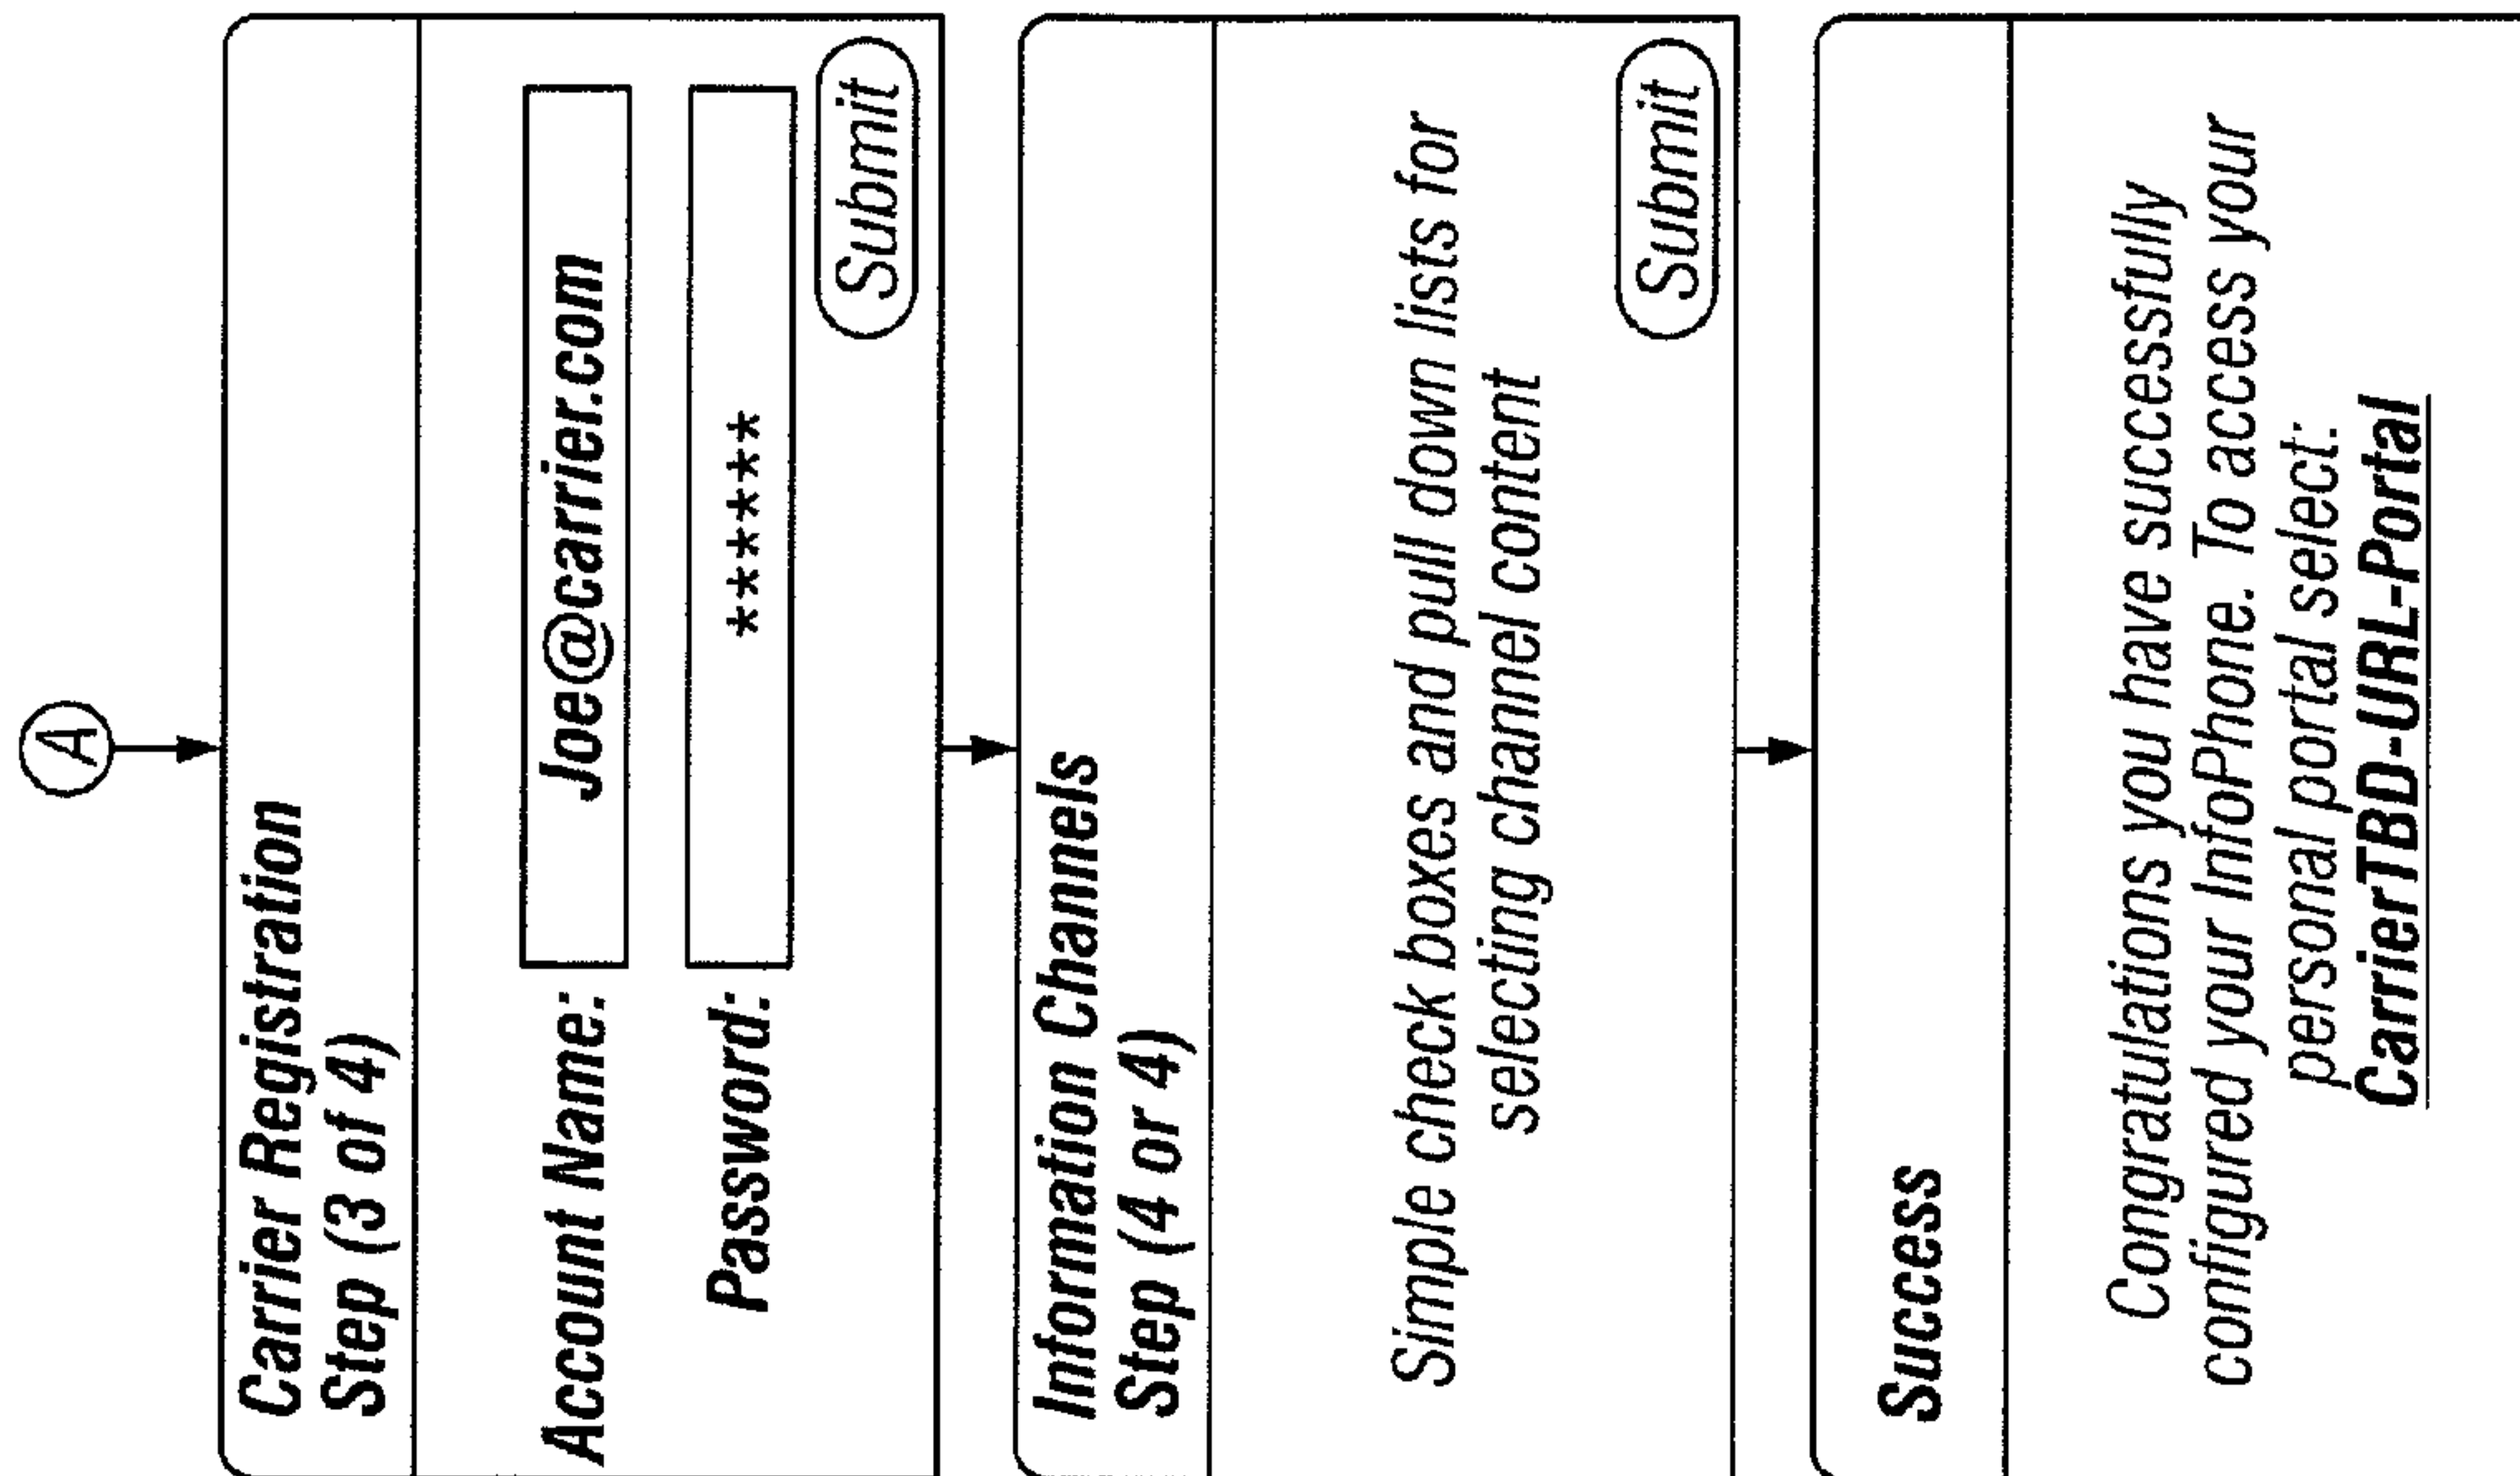 A
Carrier Registration
Step (3 of 4)
Account Name:
Joe@carrier.com
Password:
******
Submit
Information Channels
Step (4 or 4)
Simple check boxes and pull down lists for
selecting channel content
Submit
Success
Congratulations you have successfully
configured your InfoPhone. To access your
personal portal select:
CarrierTBD-URL-Portal